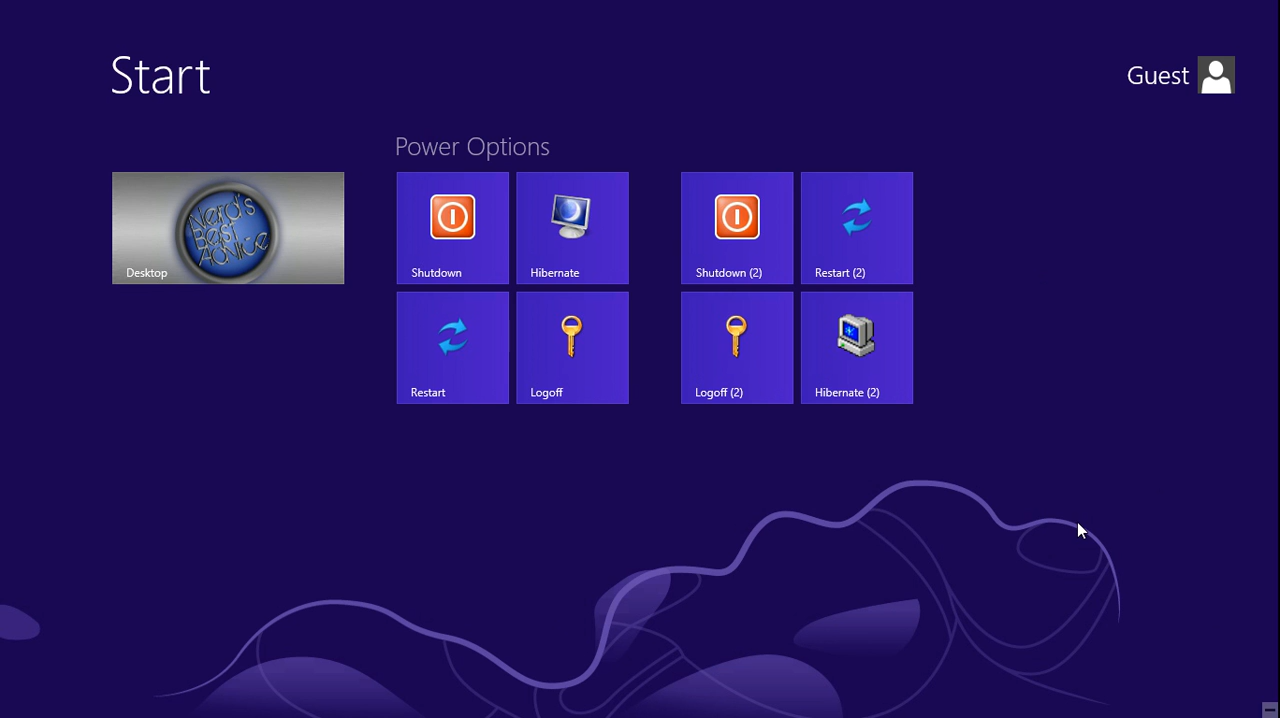 Start
Guest
Power Options
Nerd's
Best
Advice
Desktop
Shutdown
Hibernate
Shutdown (2)
Restart (2)
Restart
Logoff
Logoff (2)
Hibernate (2)